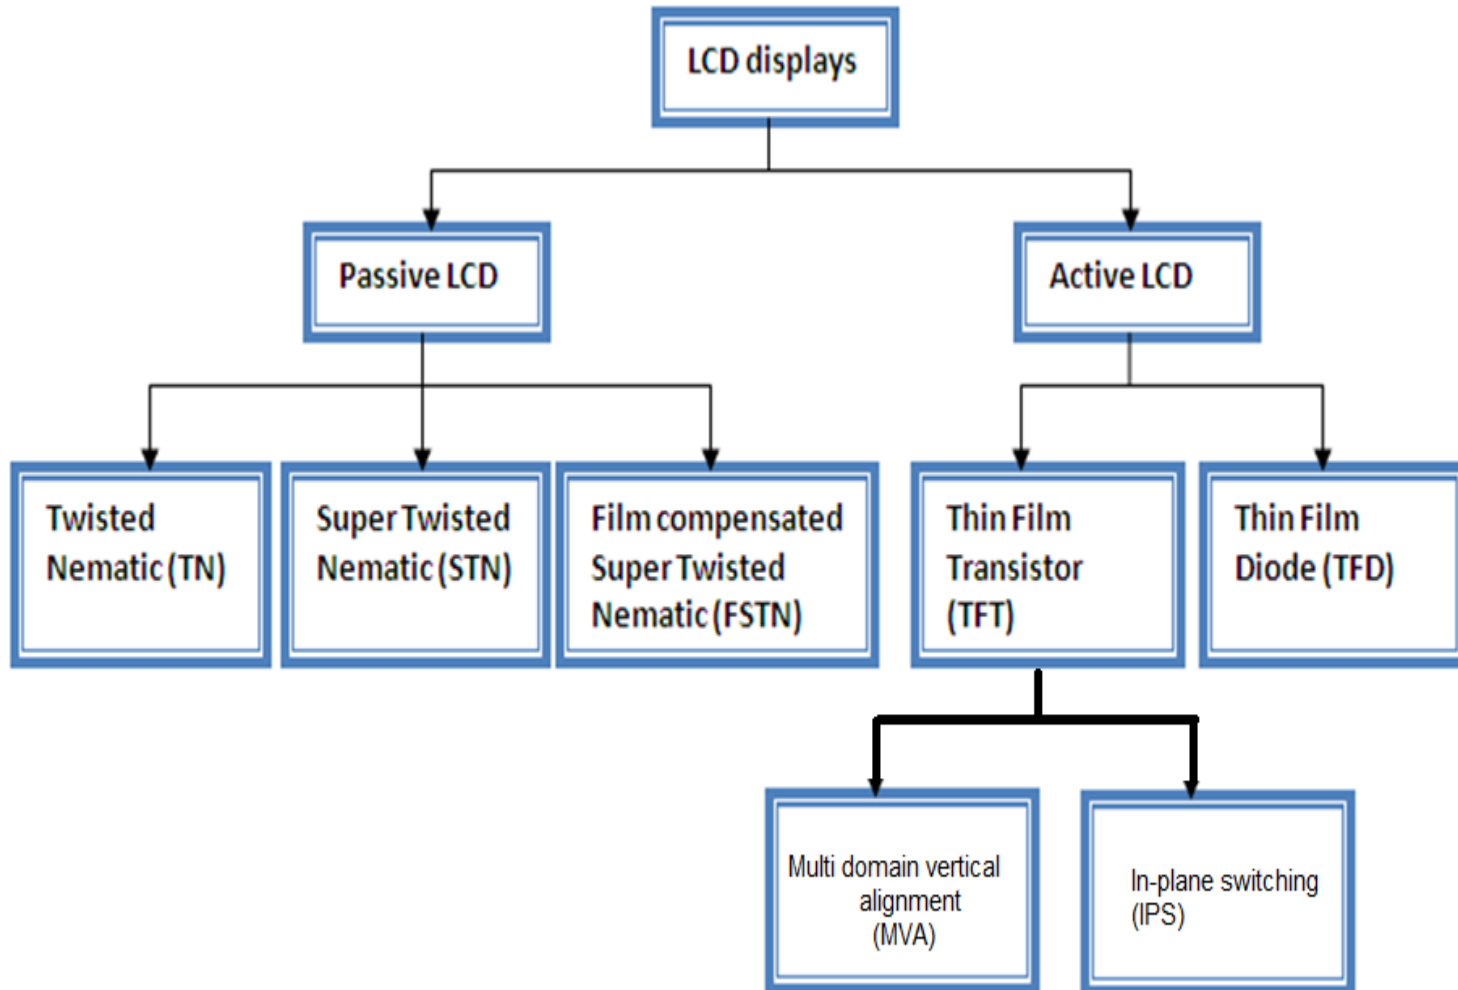 LCD displays
Passive LCD
Active LCD
Twisted
Nematic (TN)
Super Twisted
Nematic (STN)
Film compensated
Super Twisted
Nematic (FSTN)
Thin Film
Transistor
(TFT)
Thin Film
Diode (TFD)
Multi domain vertical
alignment
(MVA)
In-plane switching
(IPS)